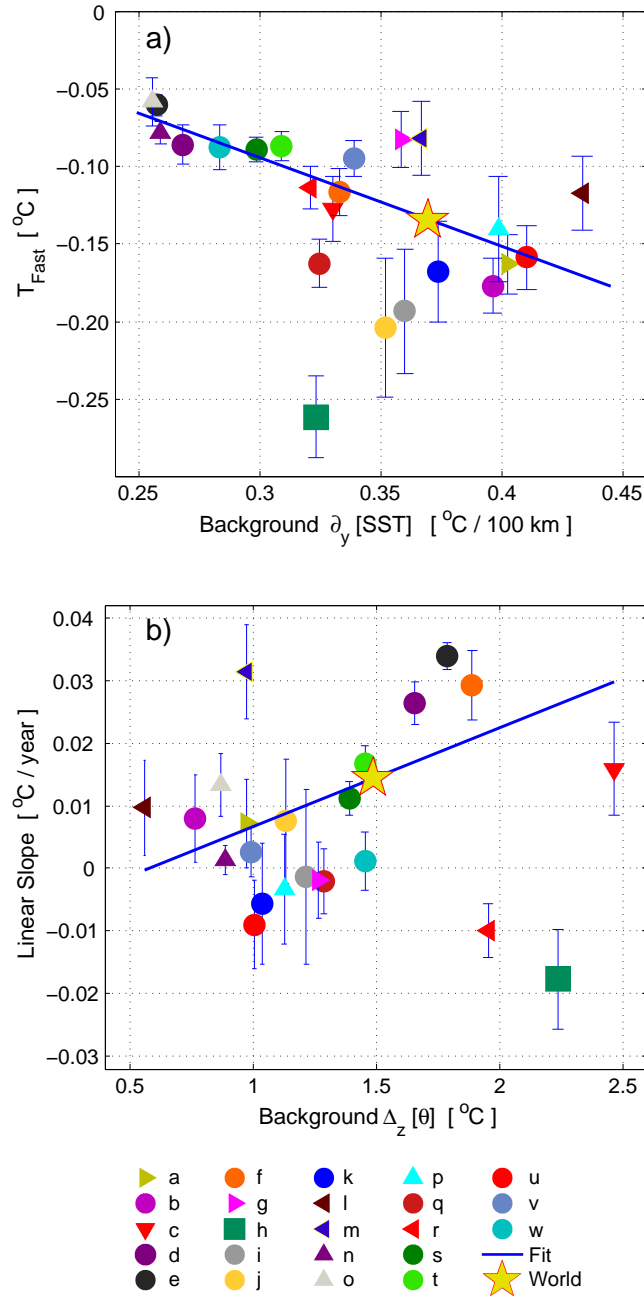 a)
0
−0.05
−0.10
−0.15
−0.20
−0.25
T_Fast [ °C ]
0.25 0.3 0.35 0.4 0.45
Background ∂_y [SST] [ °C / 100 km ]
b)
0.04
0.03
0.02
0.01
0
−0.01
−0.02
−0.03
Linear Slope [ °C / year ]
0.5 1 1.5 2 2.5
Background Δ_z [θ] [ °C ]
a f k p u
b g l q v
c h m r w
d i n s Fit
e j o t World